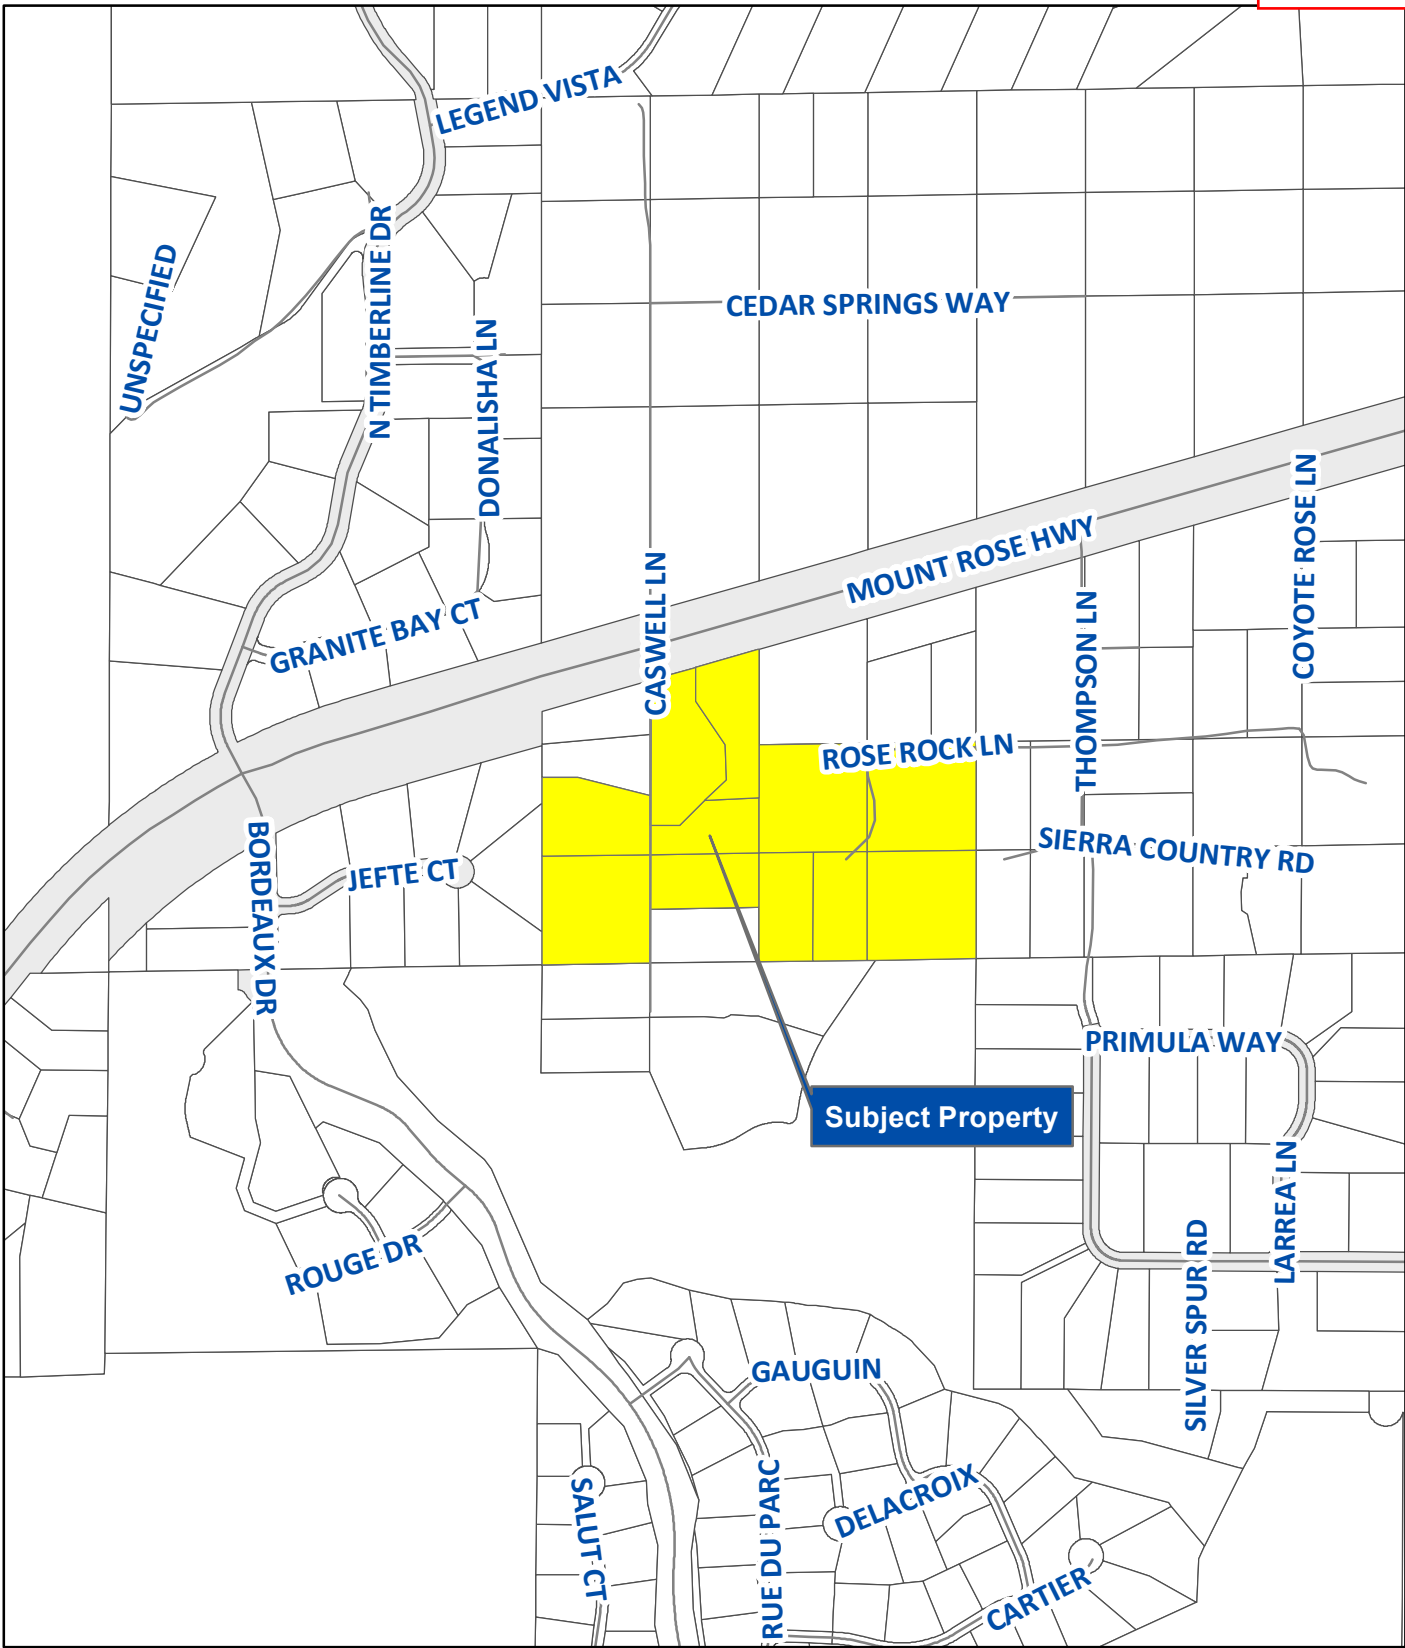 LEGEND VISTA
N TIMBERLINE DR
UNSPECIFIED
CEDAR SPRINGS WAY
DONALISHA LN
COYOTE ROSE LN
MOUNT ROSE HWY
CASWELL LN
THOMPSON LN
GRANITE BAY CT
ROSE ROCK LN
BORDEAUX DR
SIERRA COUNTRY RD
JEFTE CT
PRIMULA WAY
Subject Property
LARREA LN
SILVER SPUR RD
ROUGE DR
GAUGUIN
DELACROIX
SALUT CT
RUE DU PARC
CARTIER